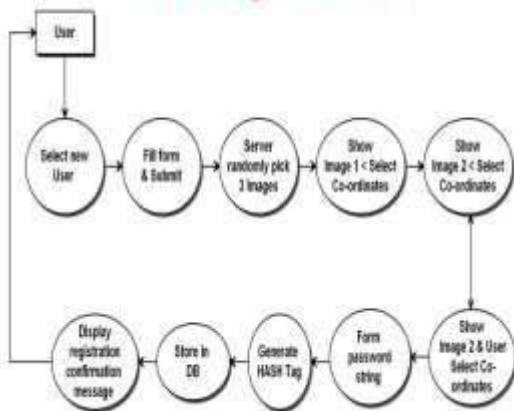 User
Select new
User
Fill form
& Submit
Server
randomly pick
3 Images
Show
Image 1 < Select
Co-ordinates
Show
Image 2 < Select
Co-ordinates
Show
Image 2 & User
Select Co-
ordinates
Form
password
string
Generate
HASH Tag
Store in
DB
Display
registration
confirmation
message